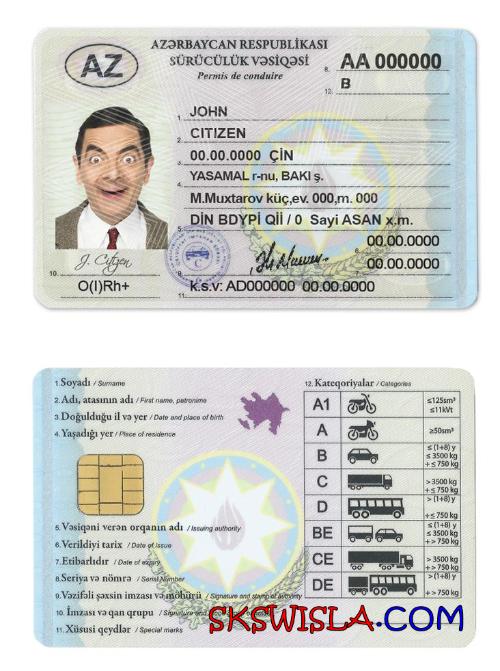 AZ
AZƏRBAYCAN RESPUBLİKASI
SÜRÜCÜLÜK VƏSİQƏSİ
Permis de conduire
8. AA 000000
12. B
1. JOHN
2. CITIZEN
3. 00.00.0000 ÇİN
4. YASAMAL r-nu, BAKI ş.
M.Muxtarov küç,ev. 000,m. 000
DİN BDYPİ Qİİ / 0 Sayi ASAN x.m.
5.
6. 00.00.0000
J. Citizen
7. 00.00.0000
10. O(I)Rh+
9.
k.s.v: AD000000 00.00.0000
11.
1. Soyadı / Surname
2. Adı, atasının adı / First name, patronime
3. Doğulduğu il və yer / Date and place of birth
4. Yaşadığı yer / Place of residence
5. Vəsiqəni verən orqanın adı / Issuing authority
6. Verildiyi tarix / Date of Issue
7. Etibarlıdır / Date of expiry
8. Seriya və nömrə / Serial Number
9. Vəzifəli şəxsin imzası və möhürü / Signature and stamp of authority
10. İmzası və qan qrupu / Signature and
11. Xüsusi qeydlər / Special marks
12. Kateqoriyalar / Categories
A1 ≤125sm³
≤11kVt
A ≥50sm³
B ≤ (1+8) y
≤ 3500 kg
+ ≤ 750 kg
C > 3500 kg
+ ≤ 750 kg
D > (1+8) y
+ ≤ 750 kg
BE ≤ (1+8) y
≤ 3500 kg
+ > 750 kg
CE > 3500 kg
+ > 750 kg
DE > (1+8) y
+ > 750 kg
SKSWISLA.COM